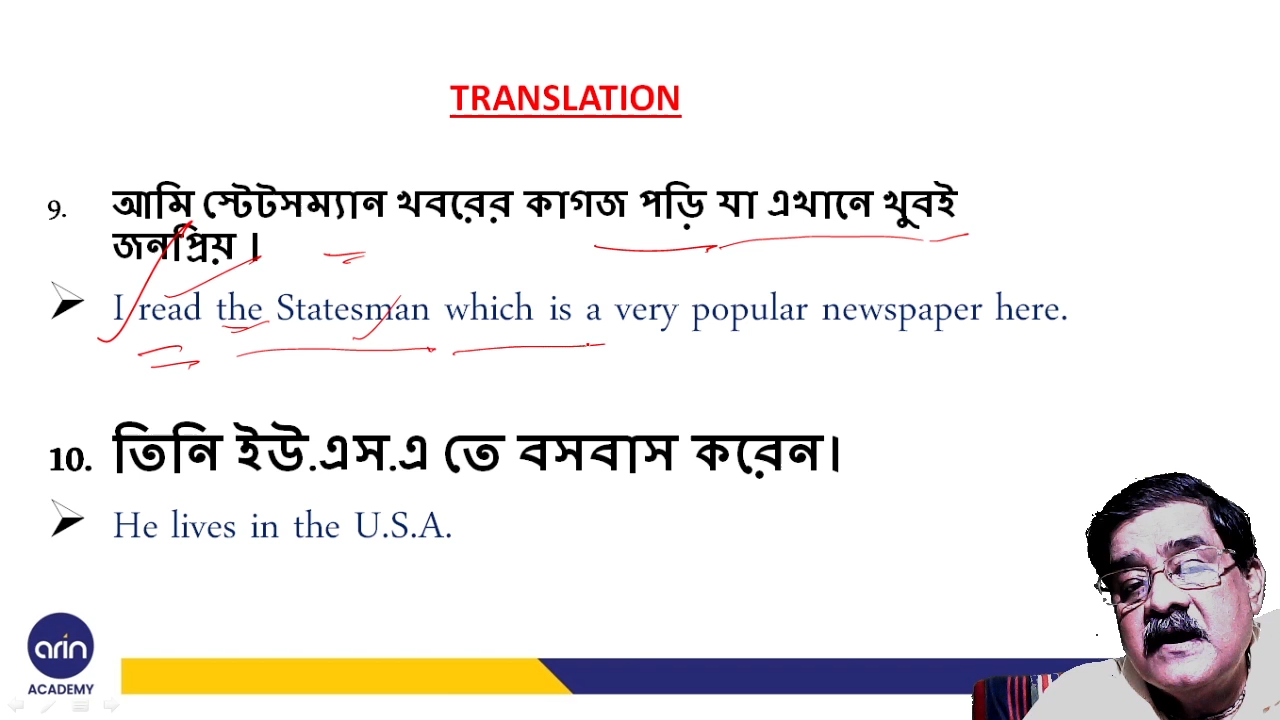 TRANSLATION
9. আমি স্টেটসম্যান খবরের কাগজ পড়ি যা এখানে খুবই
জনপ্রিয় ।
I read the Statesman which is a very popular newspaper here.
10. তিনি ইউ.এস.এ তে বসবাস করেন।
He lives in the U.S.A.
arin
ACADEMY